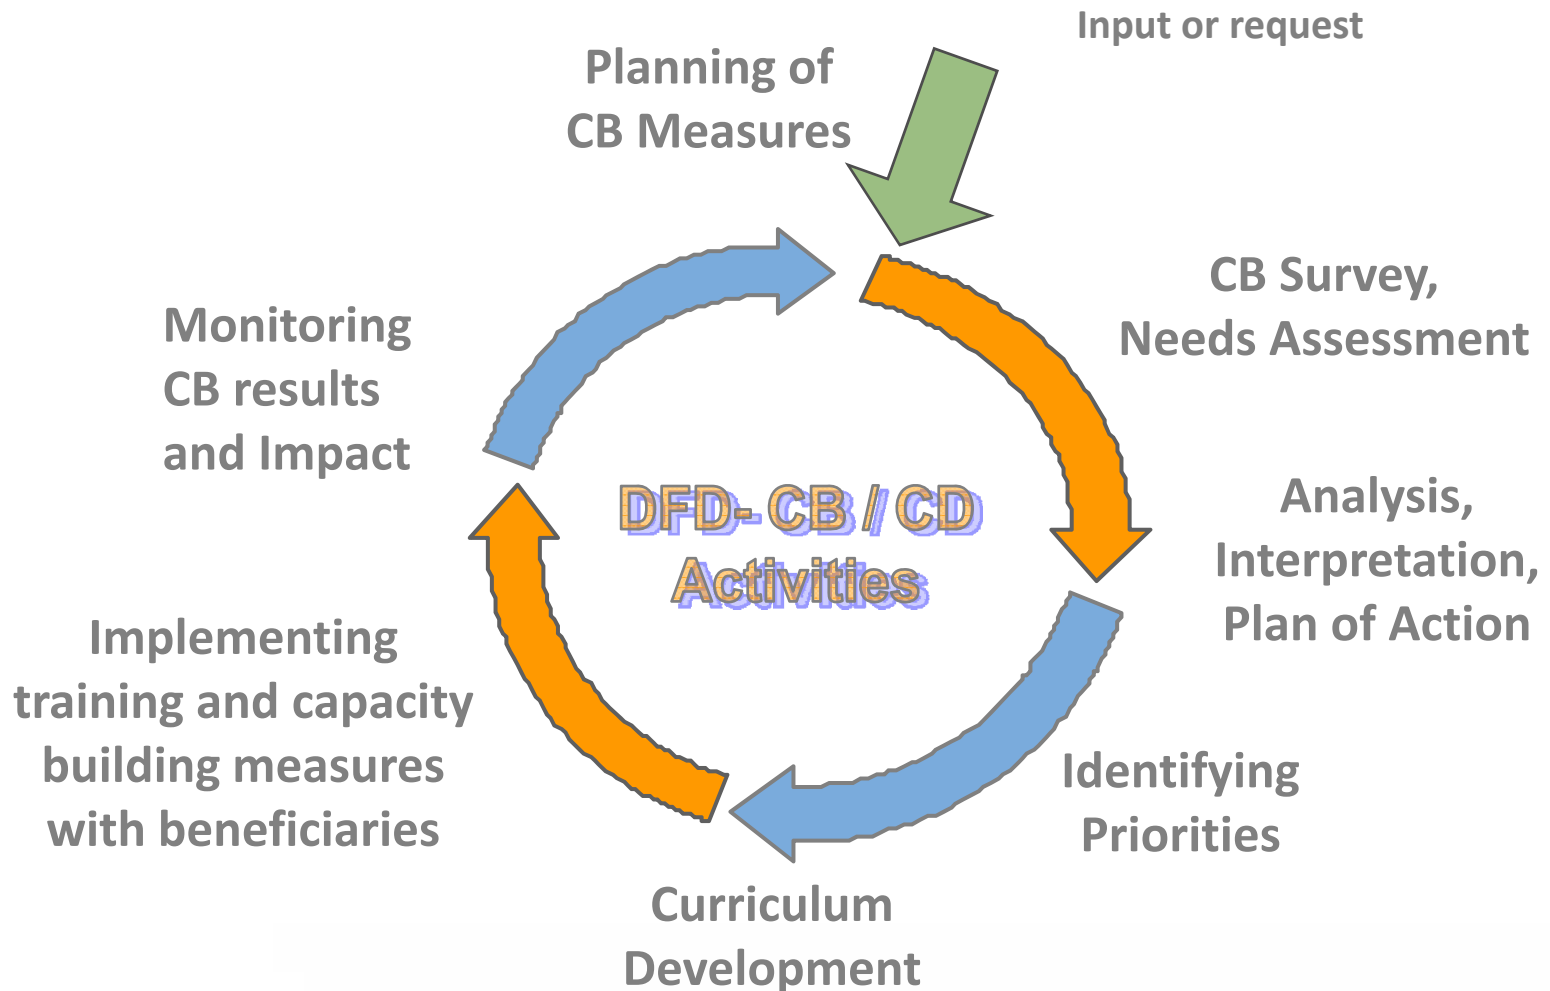 Input or request
Planning of
CB Measures
CB Survey,
Needs Assessment
Analysis,
Interpretation,
Plan of Action
Identifying
Priorities
Curriculum
Development
Implementing
training and capacity
building measures
with beneficiaries
Monitoring
CB results
and Impact
DFD- CB / CD
Activities